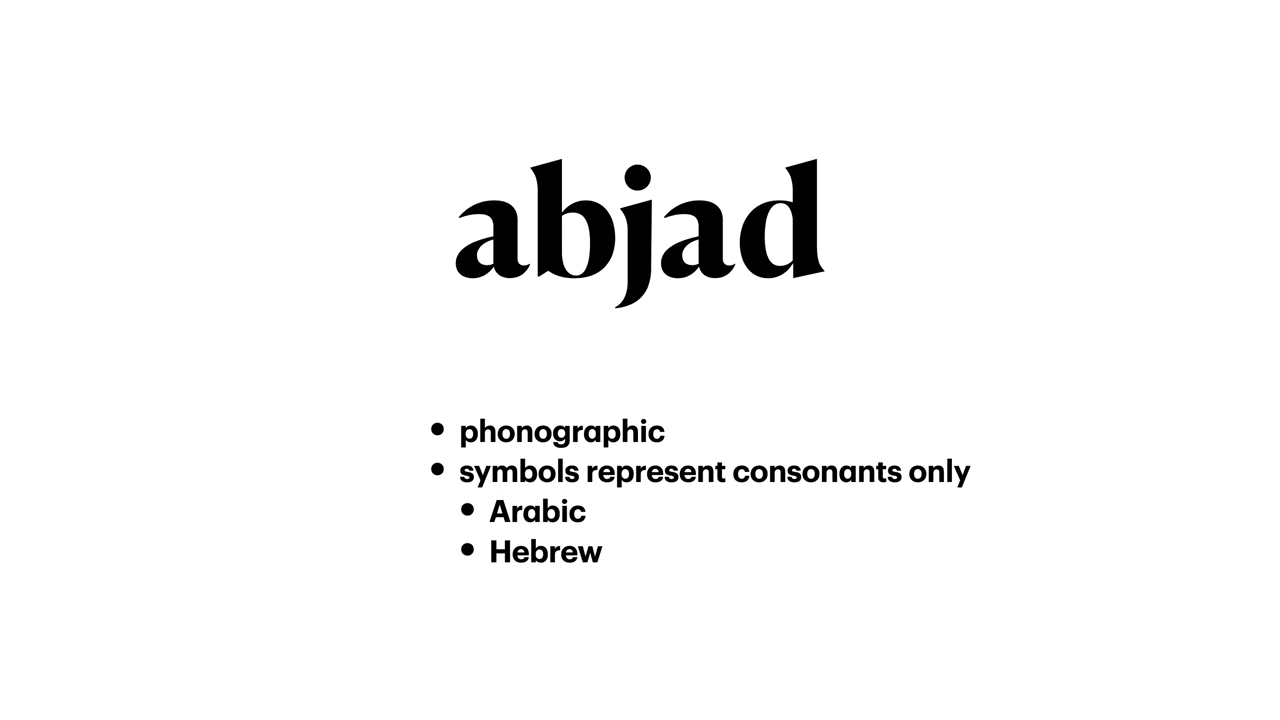 abjad
• phonographic
• symbols represent consonants only
• Arabic
• Hebrew